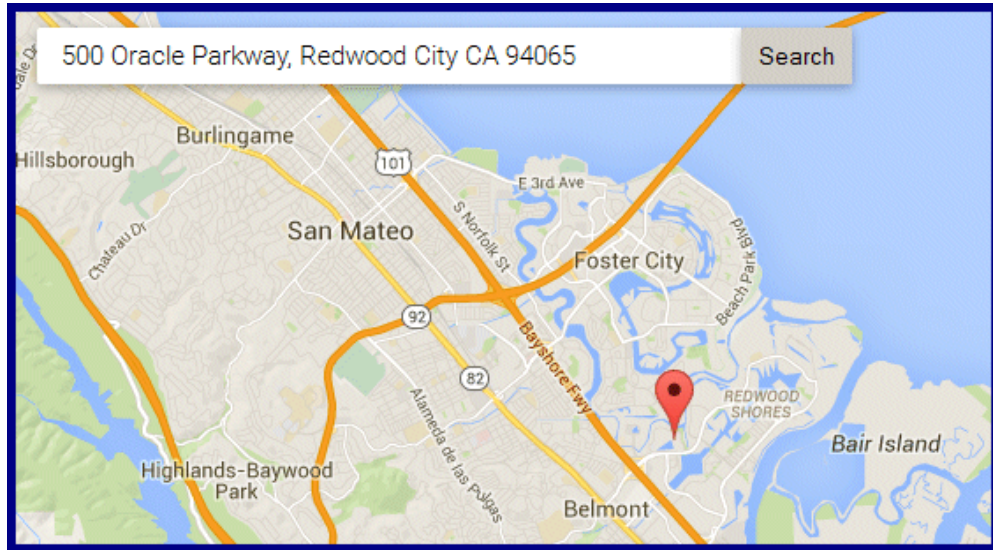 500 Oracle Parkway, Redwood City CA 94065
Search
Burlingame
Hillsborough
101
E 3rd Ave
S Norfolk St
San Mateo
Chateau Dr
Foster City
Beach Park Blvd
92
Bayshore Fwy
82
REDWOOD
SHORES
Alameda de las Pulgas
Bair Island
Highlands-Baywood
Park
Belmont